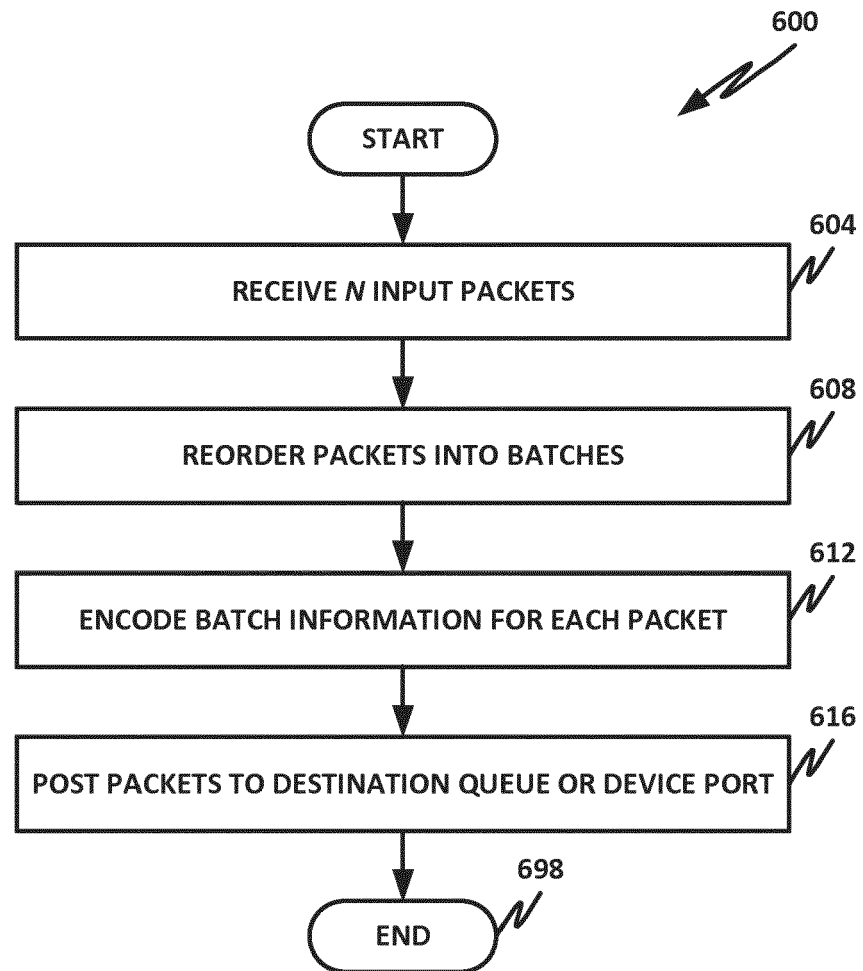 600
START
604
RECEIVE N INPUT PACKETS
608
REORDER PACKETS INTO BATCHES
612
ENCODE BATCH INFORMATION FOR EACH PACKET
616
POST PACKETS TO DESTINATION QUEUE OR DEVICE PORT
698
END